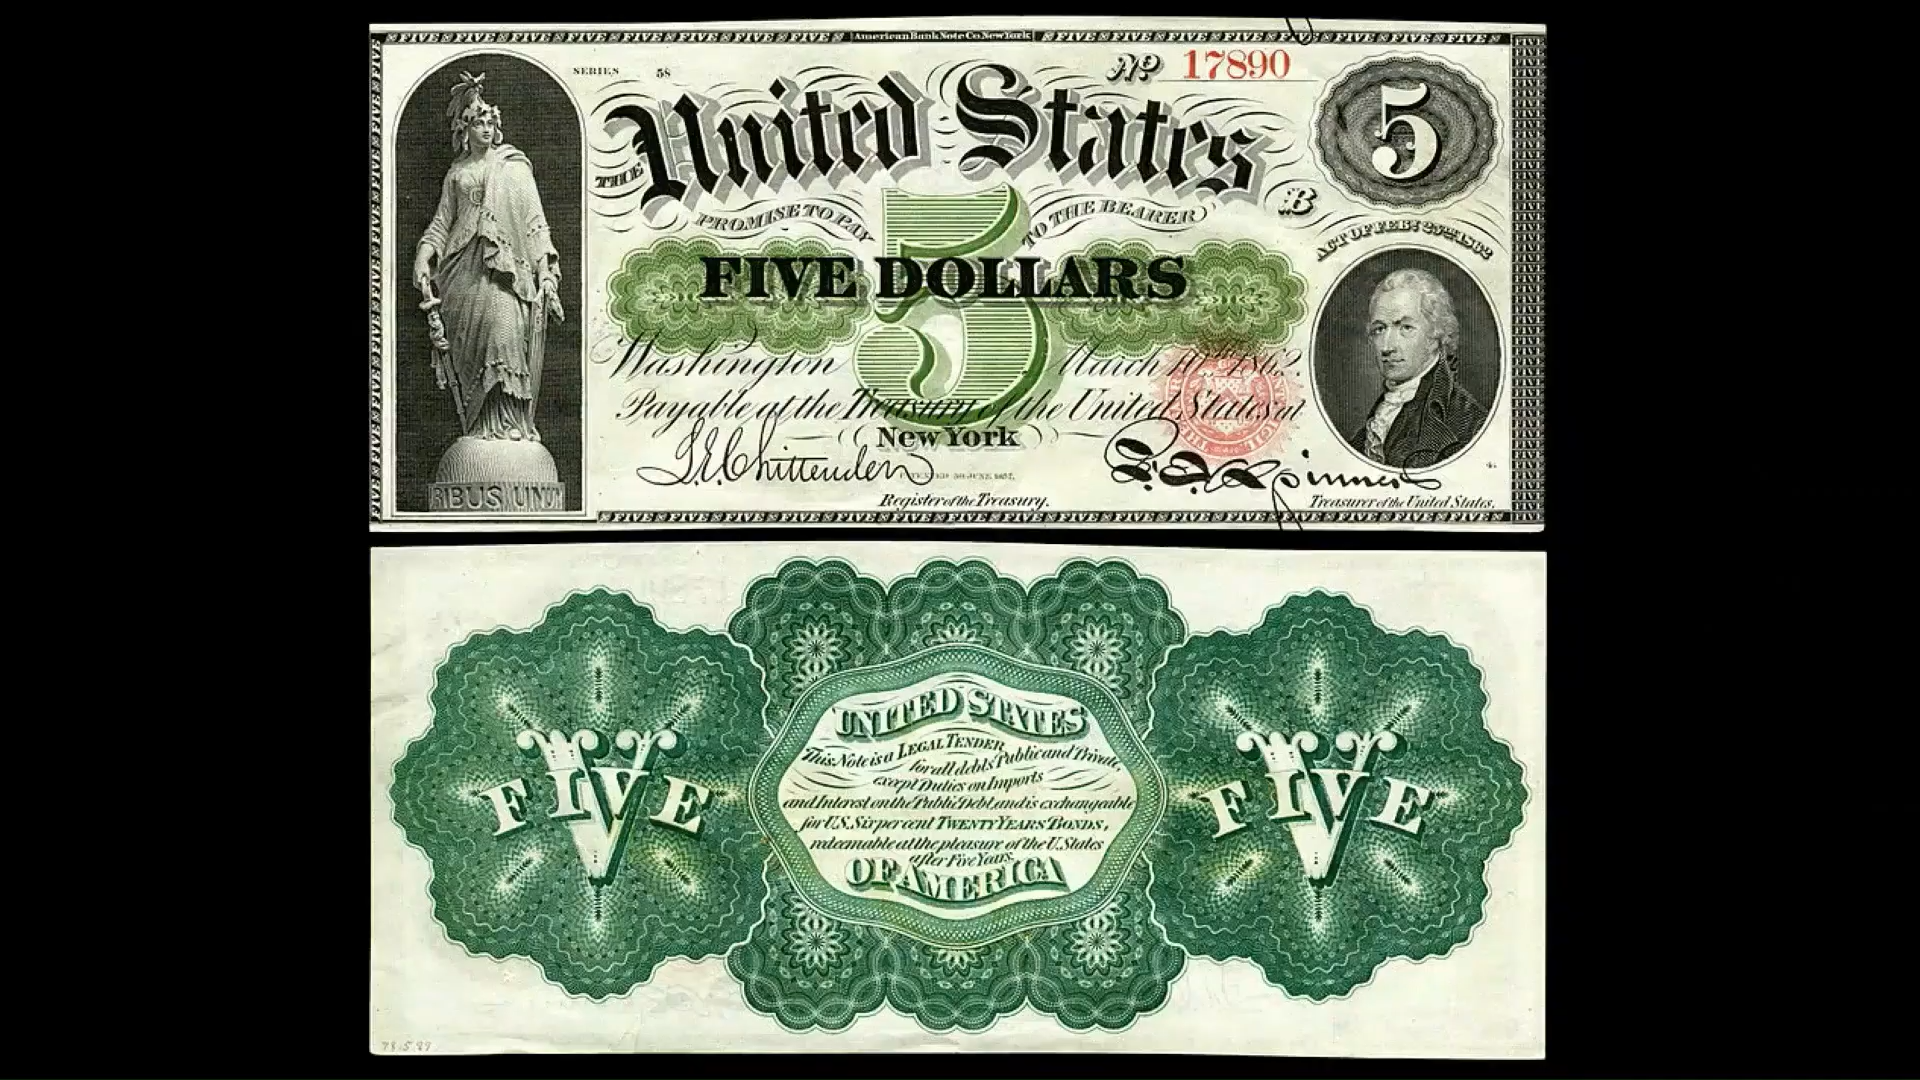 American Bank Note Co. New York
SERIES 58
No 17890
THE United States
5
B
PROMISE TO PAY TO THE BEARER
5
ACT OF FEBY 25TH 1862
FIVE DOLLARS
Washington March 10th 1862.
Payable at the Treasury of the United States at
New York
L.E. Chittenden
F.E. Spinner
Register of the Treasury.
Treasurer of the United States.
RIBUS UNUM
UNITED STATES
This Note is a LEGAL TENDER
for all debts Public and Private,
except Duties on Imports
and Interest on the Public Debt, and is exchangeable
for U.S. Six per cent TWENTY YEARS BONDS,
redeemable at the pleasure of the U. States
after Five Years.
OF AMERICA
FIVE
V
FIVE
V